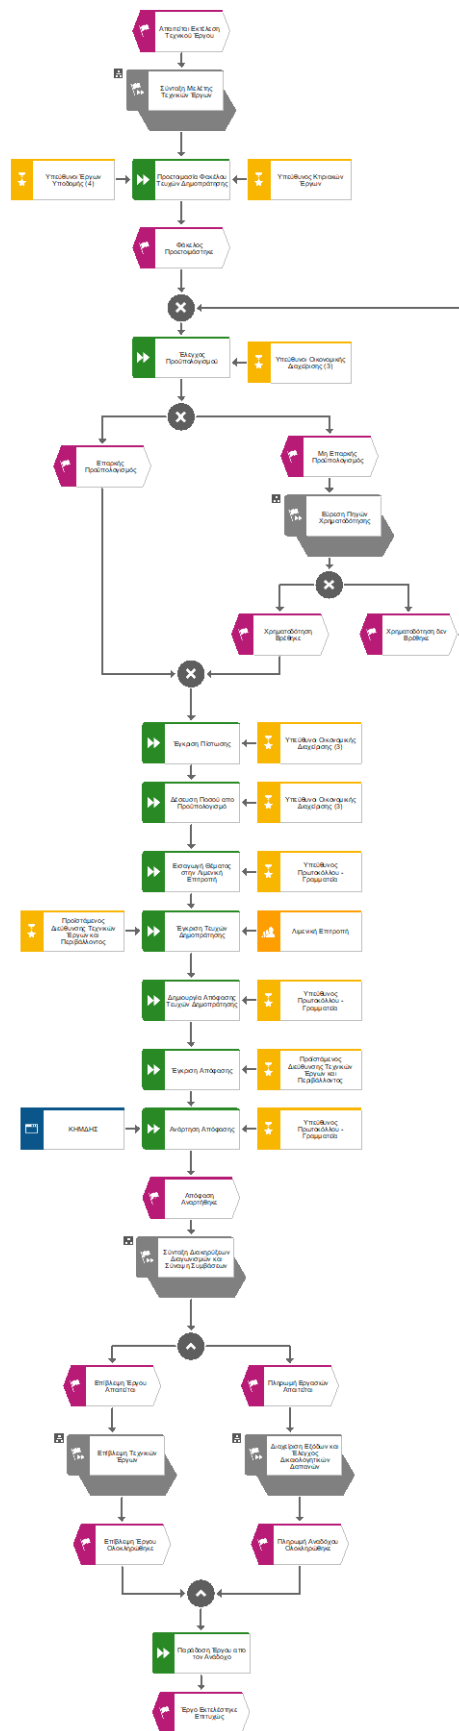 Απαιτείται Εκτέλεση
Τεχνικού Έργου
Σύνταξη Μελέτης
Τεχνικών Έργων
Υπεύθυνοι Έργων
Υποδομής (4)
Προετοιμασία Φακέλου
Τευχών Δημοπράτησης
Υπεύθυνος Κτιριακών
Έργων
Φάκελος
Προετοιμάστηκε
Έλεγχος
Προϋπολογισμού
Υπεύθυνοι Οικονομικής
Διαχείρισης (3)
Επαρκής
Προϋπολογισμός
Μη Επαρκής
Προϋπολογισμός
Εύρεση Πηγών
Χρηματοδότησης
Χρηματοδότηση
Βρέθηκε
Χρηματοδότηση δεν
Βρέθηκε
Έγκριση Πίστωσης
Υπεύθυνοι Οικονομικής
Διαχείρισης (3)
Δέσευση Ποσού απο
Προϋπολογισμό
Υπεύθυνοι Οικονομικής
Διαχείρισης (3)
Εισαγωγή Θέματος
στην Λιμενική
Επιτροπή
Υπεύθυνος
Πρωτοκόλλου -
Γραμματεία
Προϊστάμενος
Διεύθυνσης Τεχνικών
Έργων και
Περιβάλλοντος
Έγκριση Τευχών
Δημοπράτησης
Λιμενική Επιτροπή
Δημιουργία Απόφασης
Τευχών Δημοπράτησης
Υπεύθυνος
Πρωτοκόλλου -
Γραμματεία
Έγκριση Απόφασης
Προϊστάμενος
Διεύθυνσης Τεχνικών
Έργων και
Περιβάλλοντος
ΚΗΜΔΗΣ
Ανάρτηση Απόφασης
Υπεύθυνος
Πρωτοκόλλου -
Γραμματεία
Απόφαση
Αναρτήθηκε
Σύνταξη Διακηρύξεων
Διαγωνισμών και
Σύναψη Συμβάσεων
Επίβλεψη Έργου
Απαιτείται
Πληρωμή Εργασιών
Απαιτείται
Επίβλεψη Τεχνικών
Έργων
Διαχείριση Εξόδων και
Έλεγχος
Δικαιολογητικών
Δαπανών
Επίβλεψη Έργου
Ολοκληρώθηκε
Πληρωμή Αναδόχου
Ολοκληρώθηκε
Παράδοση Έργου απο
τον Ανάδοχο
Έργο Εκτελέστηκε
Επιτυχώς